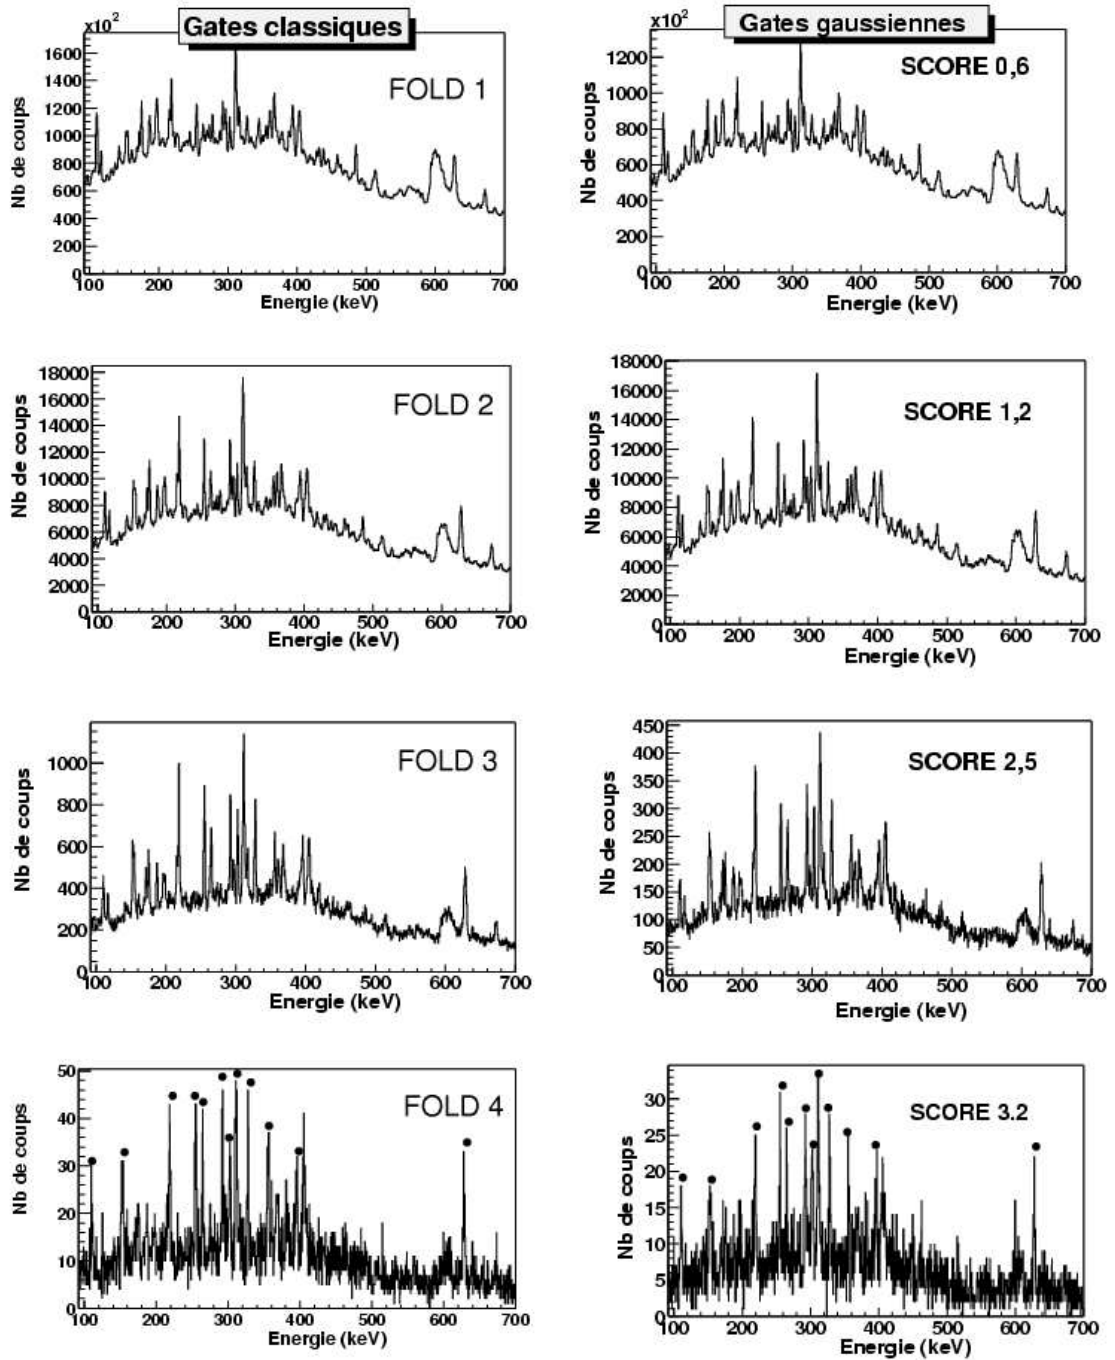 Gates classiques
Gates gaussiennes
x10²
1600
1400
1200
1000
800
600
400
200
0
Nb de coups
FOLD 1
100 200 300 400 500 600 700
Energie (keV)
x10²
1200
1000
800
600
400
200
0
Nb de coups
SCORE 0,6
100 200 300 400 500 600 700
Energie (keV)
18000
16000
14000
12000
10000
8000
6000
4000
2000
0
Nb de coups
FOLD 2
100 200 300 400 500 600 700
Energie (keV)
18000
16000
14000
12000
10000
8000
6000
4000
2000
0
Nb de coups
SCORE 1,2
100 200 300 400 500 600 700
Energie (keV)
1000
800
600
400
200
0
Nb de coups
FOLD 3
100 200 300 400 500 600 700
Energie (keV)
450
400
350
300
250
200
150
100
50
0
Nb de coups
SCORE 2,5
100 200 300 400 500 600 700
Energie (keV)
50
40
30
20
10
0
Nb de coups
FOLD 4
100 200 300 400 500 600 700
Energie (keV)
30
25
20
15
10
5
0
Nb de coups
SCORE 3.2
100 200 300 400 500 600 700
Energie (keV)